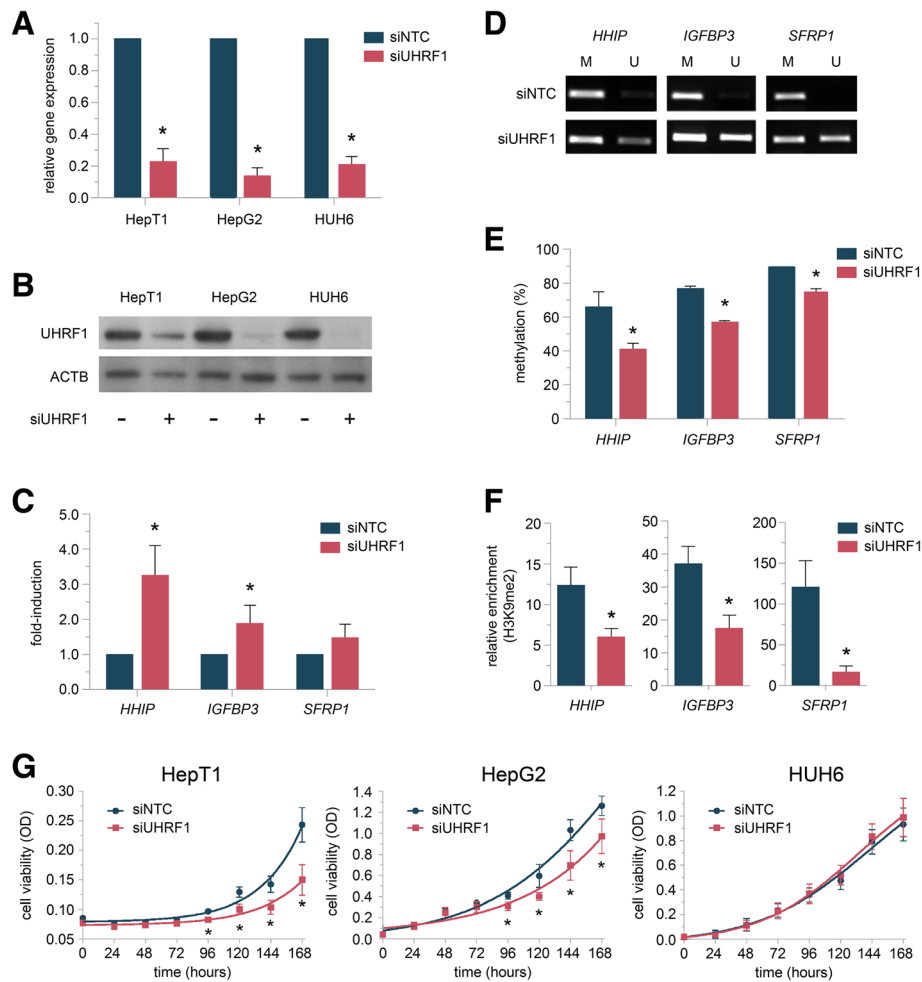 A
relative gene expression
1.0
0.8
0.6
0.4
0.2
0.0
siNTC
siUHRF1
* * *
HepT1 HepG2 HUH6
B
HepT1 HepG2 HUH6
UHRF1
ACTB
siUHRF1 – + – + – +
C
fold-induction
5.0
4.0
3.0
2.0
1.0
0.0
siNTC
siUHRF1
* *
HHIP IGFBP3 SFRP1
D
HHIP IGFBP3 SFRP1
M U M U M U
siNTC
siUHRF1
E
methylation (%)
100
80
60
40
20
0
siNTC
siUHRF1
* * *
HHIP IGFBP3 SFRP1
F
relative enrichment
(H3K9me2)
20
15
10
5
0
*
HHIP
50
40
30
20
10
0
*
IGFBP3
200
150
100
50
0
*
SFRP1
siNTC
siUHRF1
G
HepT1
cell viability (OD)
0.30
0.25
0.20
0.15
0.10
0.05
siNTC
siUHRF1
* * * *
0 24 48 72 96 120 144 168
time (hours)
HepG2
cell viability (OD)
1.4
1.2
1.0
0.8
0.6
0.4
0.2
0
siNTC
siUHRF1
* * * *
0 24 48 72 96 120 144 168
time (hours)
HUH6
cell viability (OD)
1.2
1.0
0.8
0.6
0.4
0.2
0
siNTC
siUHRF1
0 24 48 72 96 120 144 168
time (hours)